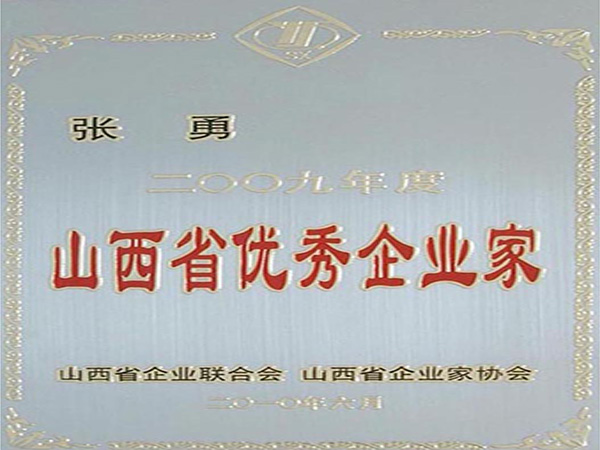 张 勇
二〇〇九年度
山西省优秀企业家
山西省企业联合会 山西省企业家协会
二〇一〇年六月